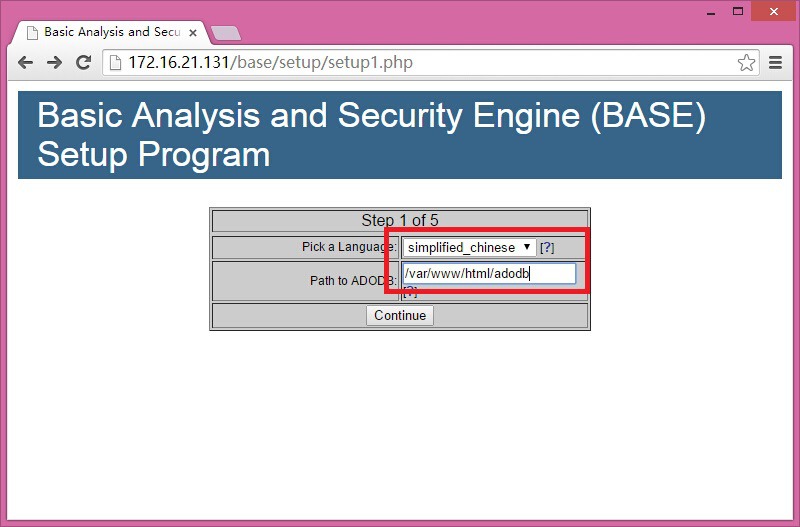 Basic Analysis and Secu
172.16.21.131/base/setup/setup1.php
Basic Analysis and Security Engine (BASE)
Setup Program
Step 1 of 5
Pick a Language: simplified_chinese [?]
Path to ADODB: /var/www/html/adodb
[?]
Continue